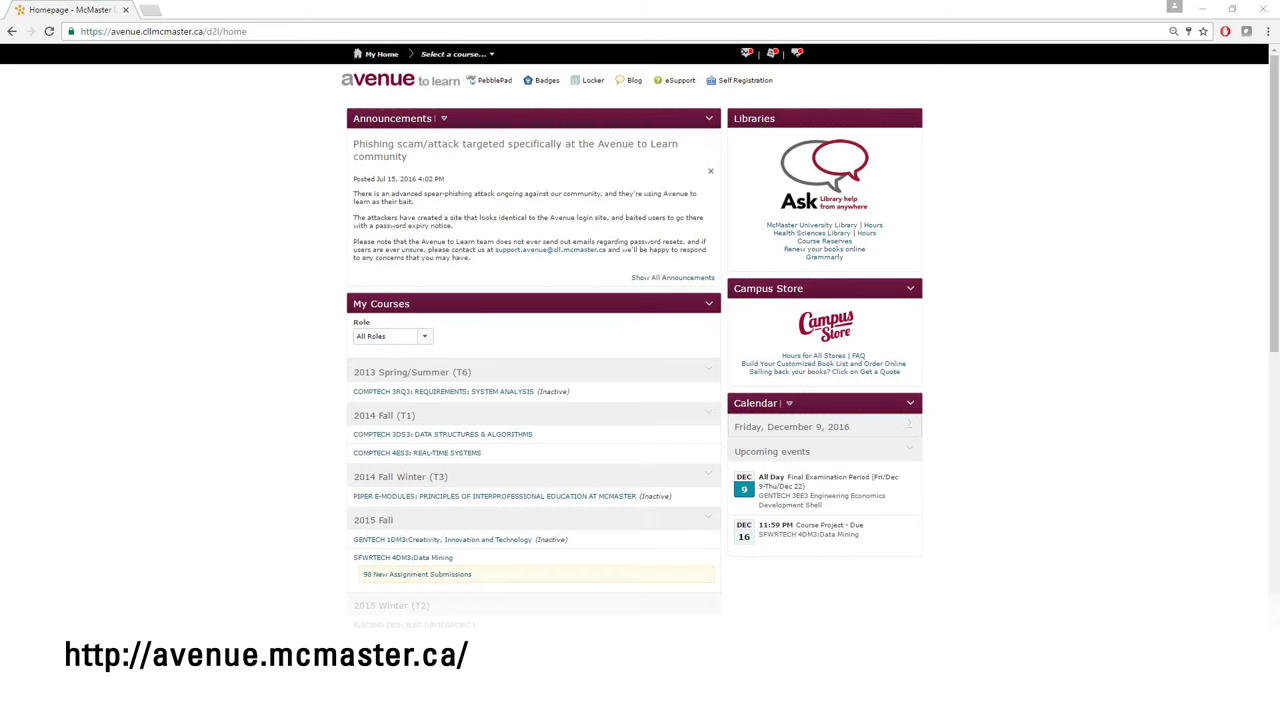 Homepage - McMaster
https://avenue.cllmcmaster.ca/d2l/home
My Home
Select a course...
avenue to learn
PebblePad
Badges
Locker
Blog
eSupport
Self Registration
Announcements
Phishing scam/attack targeted specifically at the Avenue to Learn
community
Posted Jul 15, 2016 4:02 PM
There is an advanced spear-phishing attack ongoing against our community, and they're using Avenue to
learn as their bait.
The attackers have created a site that looks identical to the Avenue login site, and baited users to go there
with a password expiry notice.
Please note that the Avenue to Learn team does not ever send out emails regarding password resets, and if
users are ever unsure, please contact us at support.avenue@cll.mcmaster.ca and we'll be happy to respond
to any concerns that you may have.
Show All Announcements
My Courses
Role
All Roles
2013 Spring/Summer (T6)
COMPTECH 3RQ3: REQUIREMENTS: SYSTEM ANALYSIS (Inactive)
2014 Fall (T1)
COMPTECH 3DS3: DATA STRUCTURES & ALGORITHMS
COMPTECH 4ES3: REAL-TIME SYSTEMS
2014 Fall Winter (T3)
PIPER E-MODULES: PRINCIPLES OF INTERPROFESSIONAL EDUCATION AT MCMASTER (Inactive)
2015 Fall
GENTECH 1DM3:Creativity, Innovation and Technology (Inactive)
SFWRTECH 4DM3:Data Mining
98 New Assignment Submissions
2015 Winter (T2)
Libraries
Ask Library help
from anywhere
McMaster University Library | Hours
Health Sciences Library | Hours
Course Reserves
Renew your books online
Grammarly
Campus Store
Campus
Store
Hours for All Stores | FAQ
Build Your Customized Book List and Order Online
Selling back your books? Click on Get a Quote
Calendar
Friday, December 9, 2016
Upcoming events
DEC
9
All Day Final Examination Period (Fri/Dec
9-Thu/Dec 22)
GENTECH 3EE3 Engineering Economics
Development Shell
DEC
16
11:59 PM Course Project - Due
SFWRTECH 4DM3:Data Mining
http://avenue.mcmaster.ca/